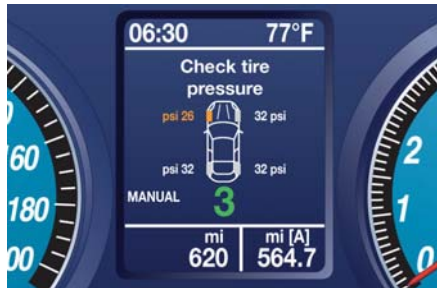 06:30 77°F
Check tire
pressure
psi 26 32 psi
psi 32 32 psi
MANUAL 3
mi mi [A]
620 564.7
160
180
00
2
1
0